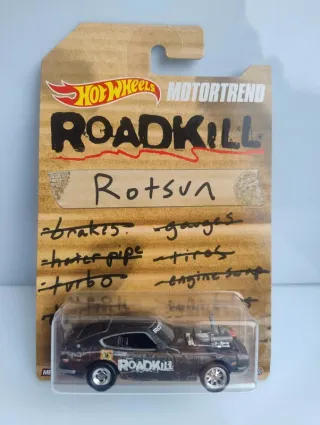 Hot Wheels MOTORTREND
ROADKILL
Rotsun
brakes. gauges
heater pipe tires
turbo engine swap
ROADKILL